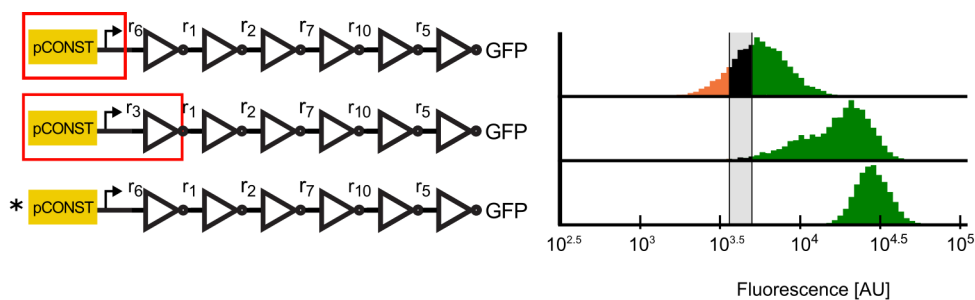 pCONST r6 r1 r2 r7 r10 r5 GFP
pCONST r3 r1 r2 r7 r10 r5 GFP
* pCONST r6 r1 r2 r7 r10 r5 GFP
10^2.5 10^3 10^3.5 10^4 10^4.5 10^5
Fluorescence [AU]